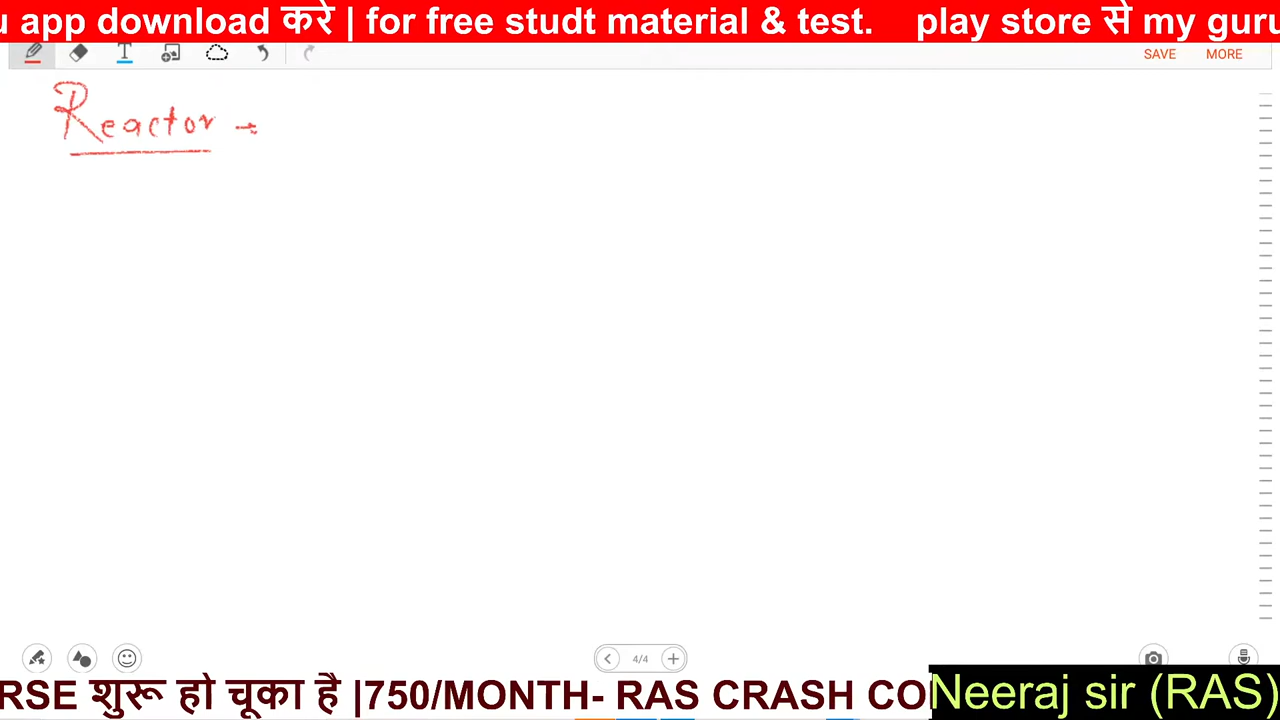 u app download करे | for free studt material & test. play store से my guru
T
SAVE MORE
Reactor →
4/4
RSE शुरू हो चूका है |750/MONTH- RAS CRASH CO
Neeraj sir (RAS)